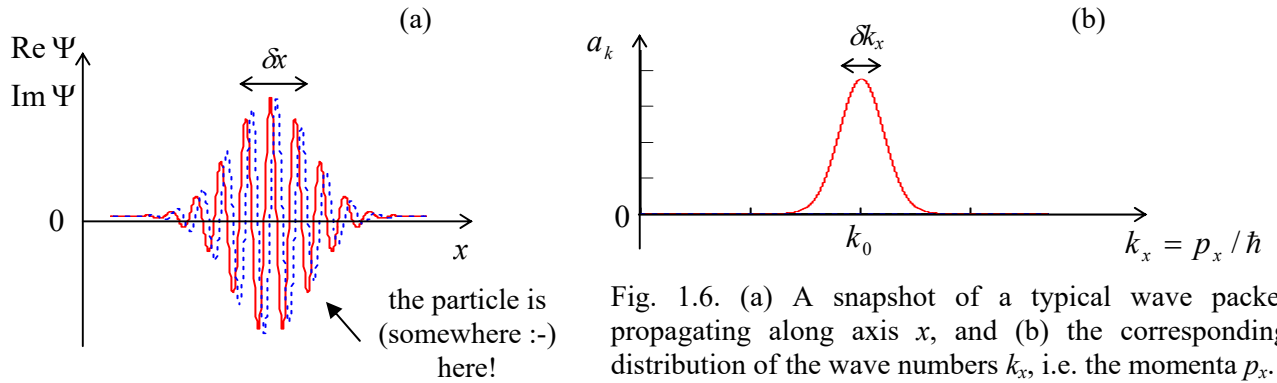 (a)
Re Ψ
Im Ψ
δx
0
x
the particle is
(somewhere :-)
here!
(b)
a_k
δk_x
0
k_0
k_x = p_x / ħ
Fig. 1.6. (a) A snapshot of a typical wave packe
propagating along axis x, and (b) the corresponding
distribution of the wave numbers k_x, i.e. the momenta p_x.